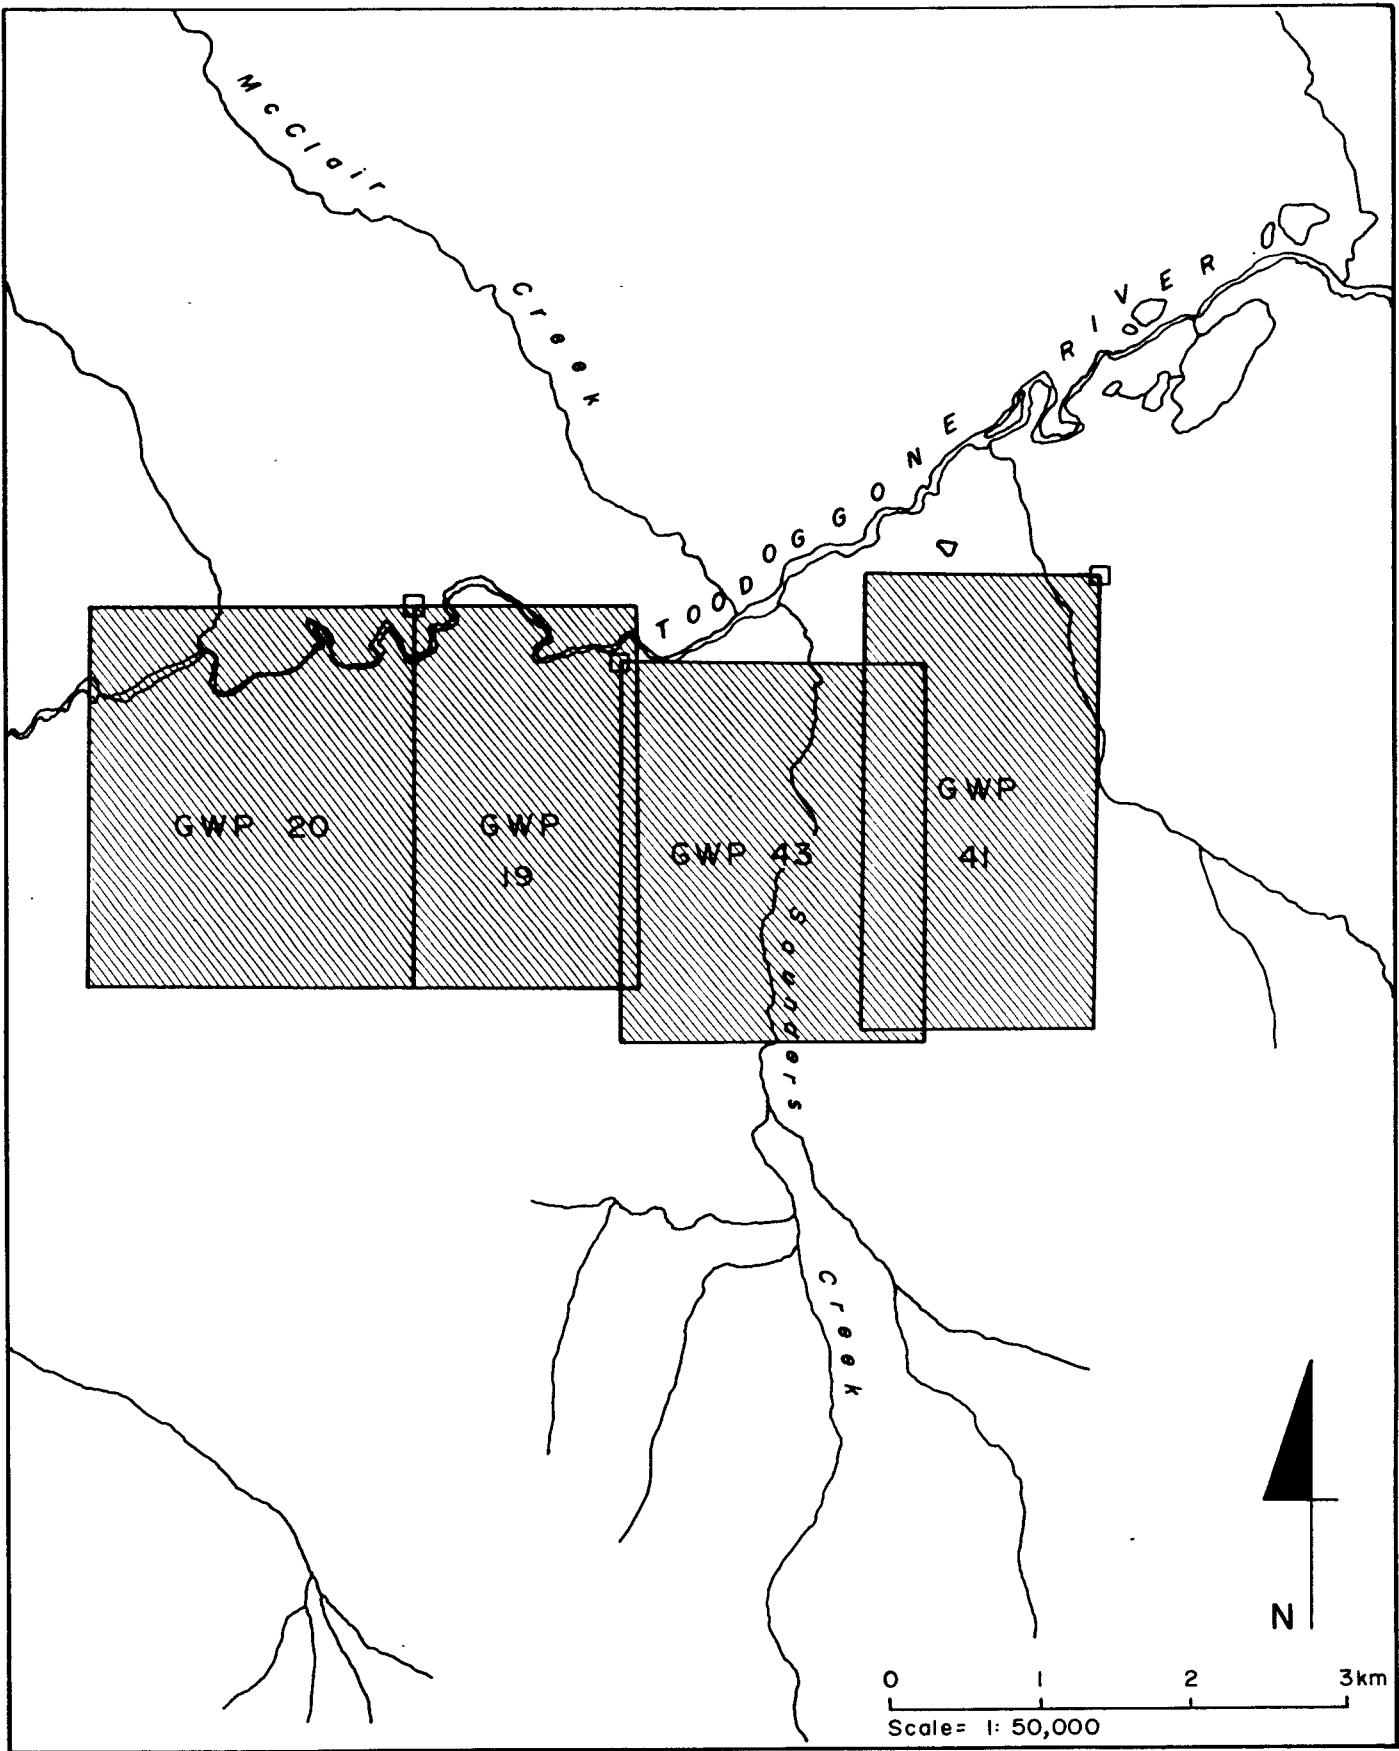 McClair
Creek
TOODOGGONE RIVER
GWP 20
GWP
19
GWP 43
GWP
41
Saunders
Creek
N
0 1 2 3km
Scale= 1: 50,000